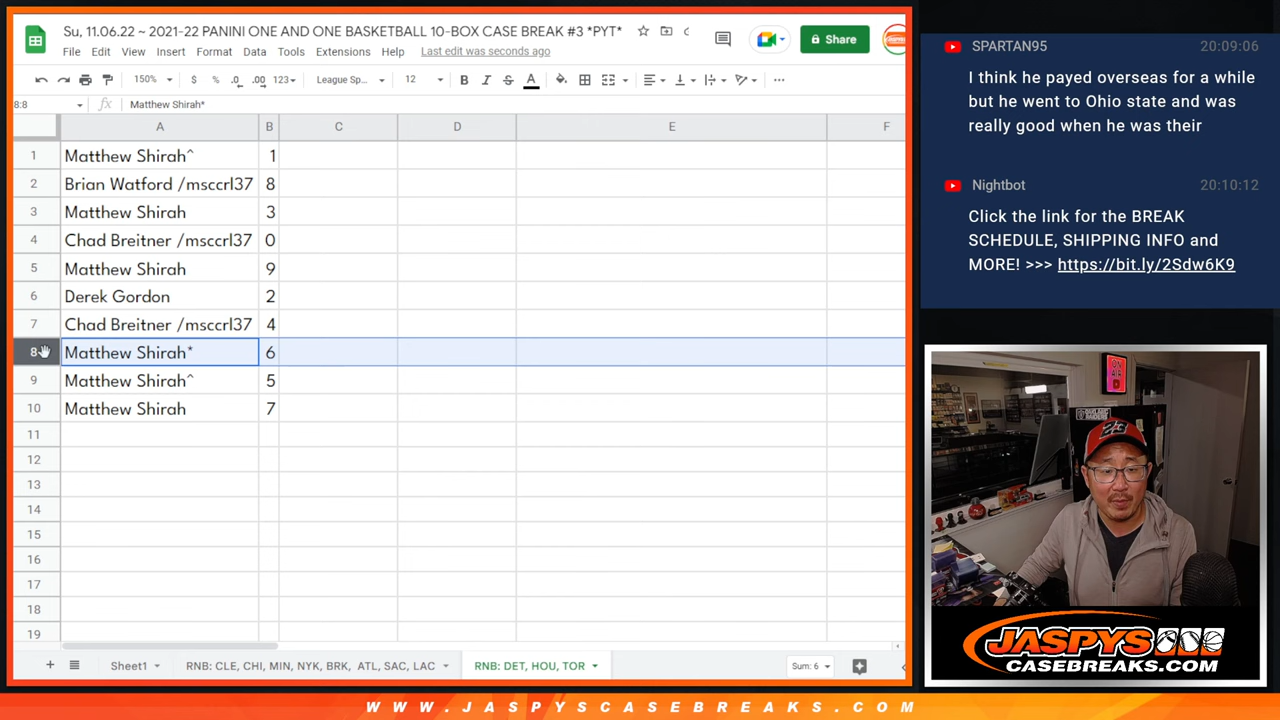 Su, 11.06.22 ~ 2021-22 PANINI ONE AND ONE BASKETBALL 10-BOX CASE BREAK #3 *PYT*
Share
File Edit View Insert Format Data Tools Extensions Help Last edit was seconds ago
150% $ % .0 .00 123 League Sp... 12 B I S A
8:8 fx Matthew Shirah*
A B C D E F
1 Matthew Shirah^ 1
2 Brian Watford /msccrl37 8
3 Matthew Shirah 3
4 Chad Breitner /msccrl37 0
5 Matthew Shirah 9
6 Derek Gordon 2
7 Chad Breitner /msccrl37 4
8 Matthew Shirah* 6
9 Matthew Shirah^ 5
10 Matthew Shirah 7
11
12
13
14
15
16
17
18
19
Sheet1 RNB: CLE, CHI, MIN, NYK, BRK, ATL, SAC, LAC RNB: DET, HOU, TOR Sum: 6
SPARTAN95 20:09:06
I think he payed overseas for a while
but he went to Ohio state and was
really good when he was their
Nightbot 20:10:12
Click the link for the BREAK
SCHEDULE, SHIPPING INFO and
MORE! >>> https://bit.ly/2Sdw6K9
ON
AIR
JASPYS
CASEBREAKS.COM
WWW.JASPYSCASEBREAKS.COM